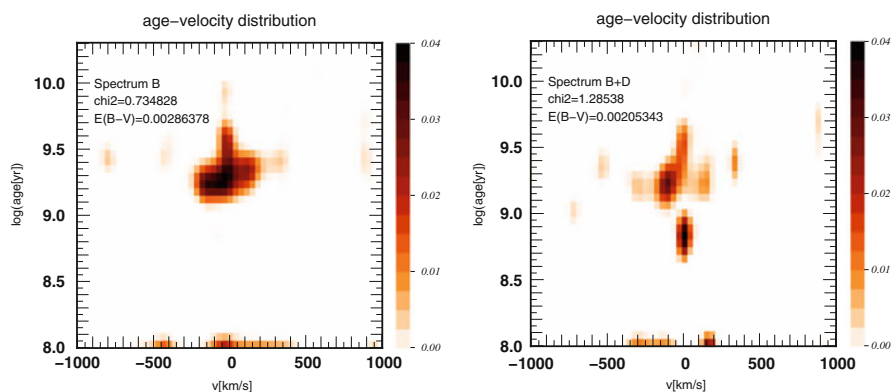 age−velocity distribution
Spectrum B
chi2=0.734828
E(B−V)=0.00286378
log(age[yr])
10.0
9.5
9.0
8.5
8.0
−1000
−500
0
500
1000
v[km/s]
0.04
0.03
0.02
0.01
0.00
age−velocity distribution
Spectrum B+D
chi2=1.28538
E(B−V)=0.00205343
log(age[yr])
10.0
9.5
9.0
8.5
8.0
−1000
−500
0
500
1000
v[km/s]
0.04
0.03
0.02
0.01
0.00